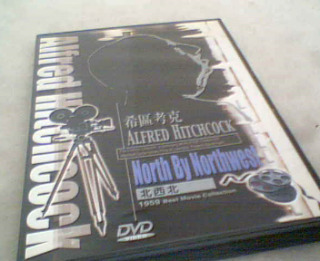 Alfred Hitchcock
希區考克
ALFRED HITCHCOCK
North By Northwest
北西北
1959 Best Movie Collection
DVD
VIDEO